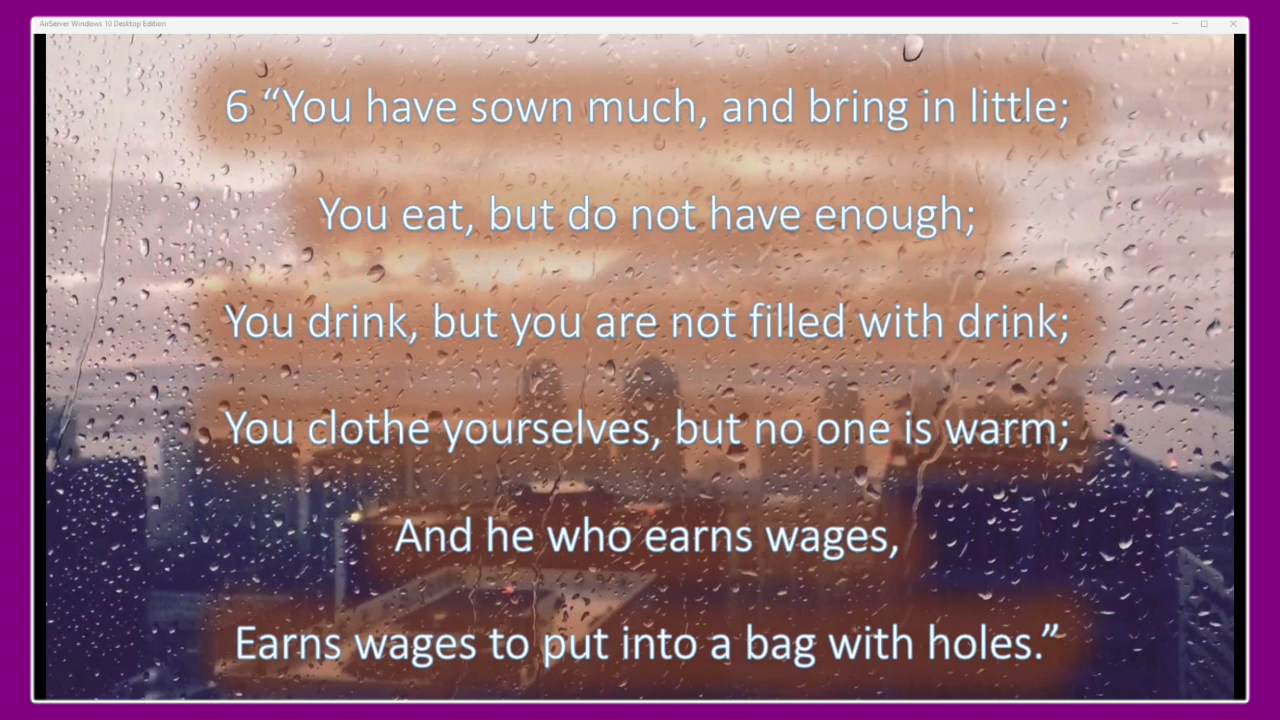 AirServer Windows 10 Desktop Edition
6 “You have sown much, and bring in little;
You eat, but do not have enough;
You drink, but you are not filled with drink;
You clothe yourselves, but no one is warm;
And he who earns wages,
Earns wages to put into a bag with holes.”